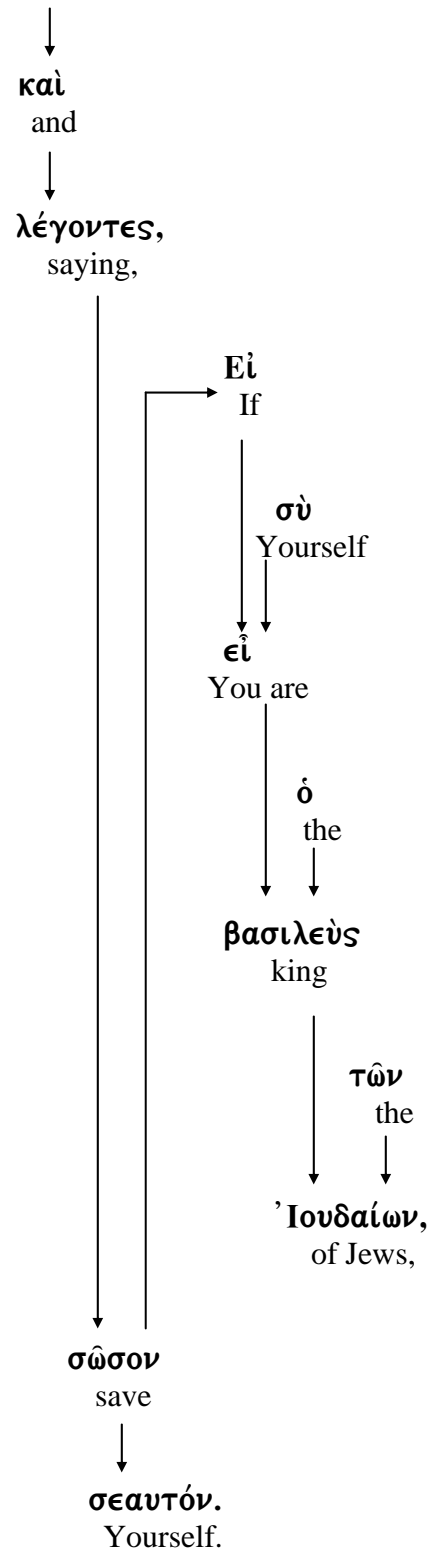 καὶ
and
λέγοντες,
saying,
Εἰ
If
σὺ
Yourself
εἶ
You are
ὁ
the
βασιλεὺς
king
τῶν
the
Ἰουδαίων,
of Jews,
σῶσον
save
σεαυτόν.
Yourself.